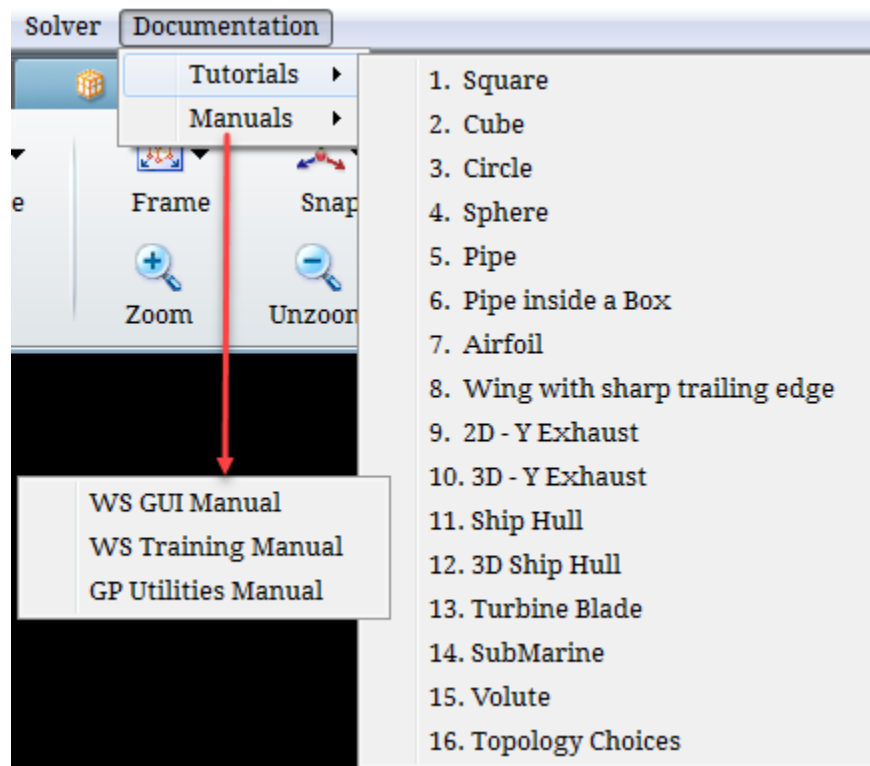 Solver Documentation
Tutorials
Manuals
e Frame Snap
Zoom Unzoom
1. Square
2. Cube
3. Circle
4. Sphere
5. Pipe
6. Pipe inside a Box
7. Airfoil
8. Wing with sharp trailing edge
9. 2D - Y Exhaust
10. 3D - Y Exhaust
11. Ship Hull
12. 3D Ship Hull
13. Turbine Blade
14. SubMarine
15. Volute
16. Topology Choices
WS GUI Manual
WS Training Manual
GP Utilities Manual